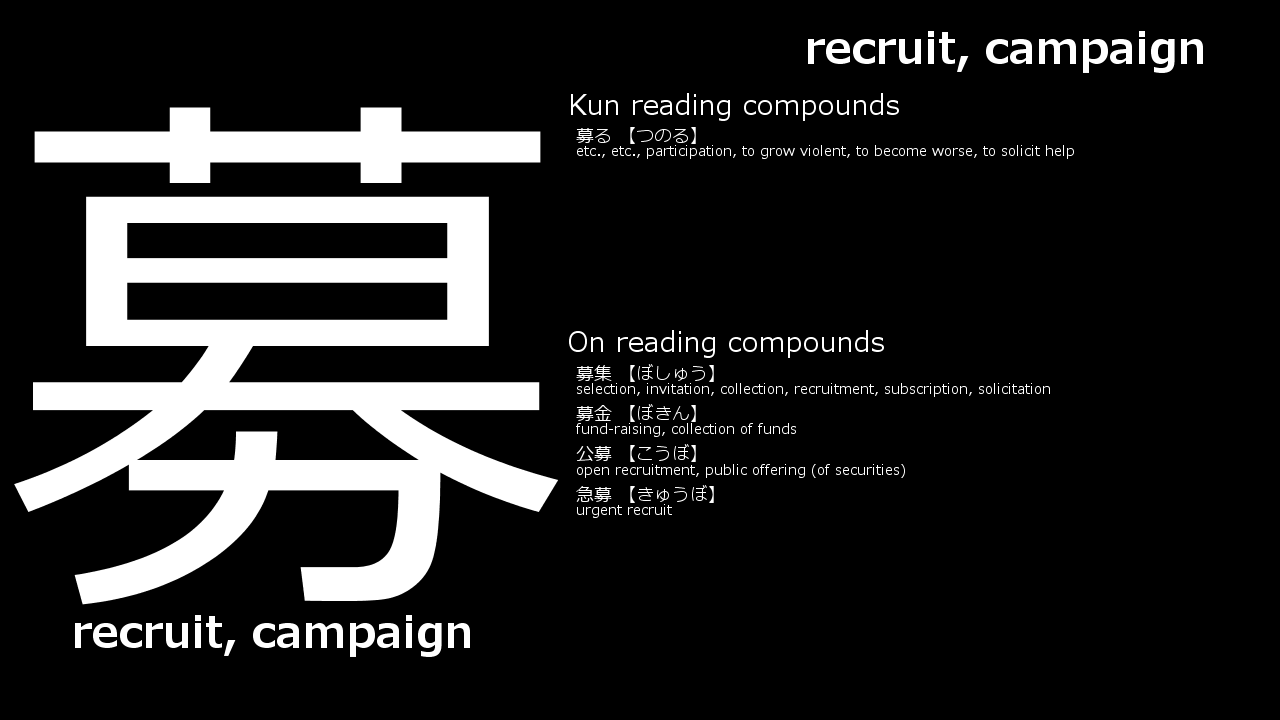 recruit, campaign
募
recruit, campaign
Kun reading compounds
募る 【つのる】
etc., etc., participation, to grow violent, to become worse, to solicit help
On reading compounds
募集 【ぼしゅう】
selection, invitation, collection, recruitment, subscription, solicitation
募金 【ぼきん】
fund-raising, collection of funds
公募 【こうぼ】
open recruitment, public offering (of securities)
急募 【きゅうぼ】
urgent recruit